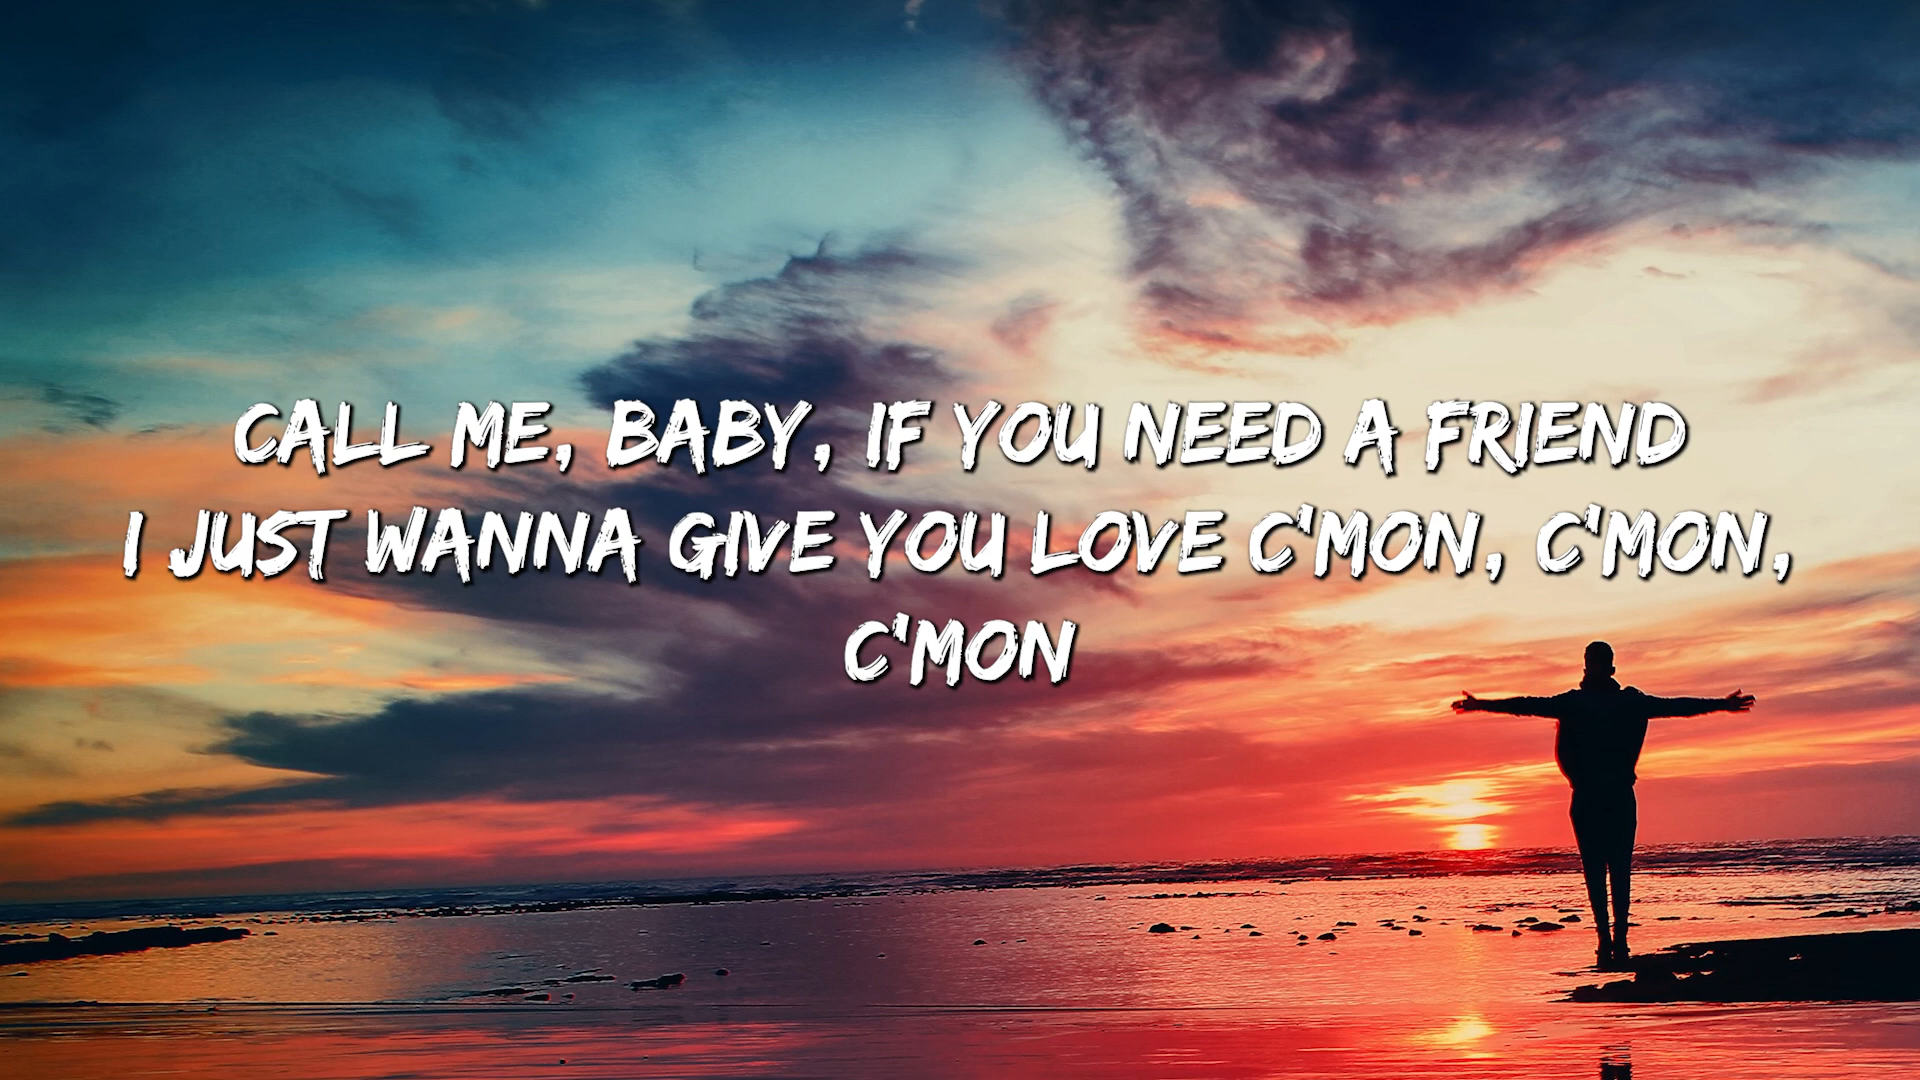 CALL ME, BABY, IF YOU NEED A FRIEND
I JUST WANNA GIVE YOU LOVE C'MON, C'MON,
C'MON